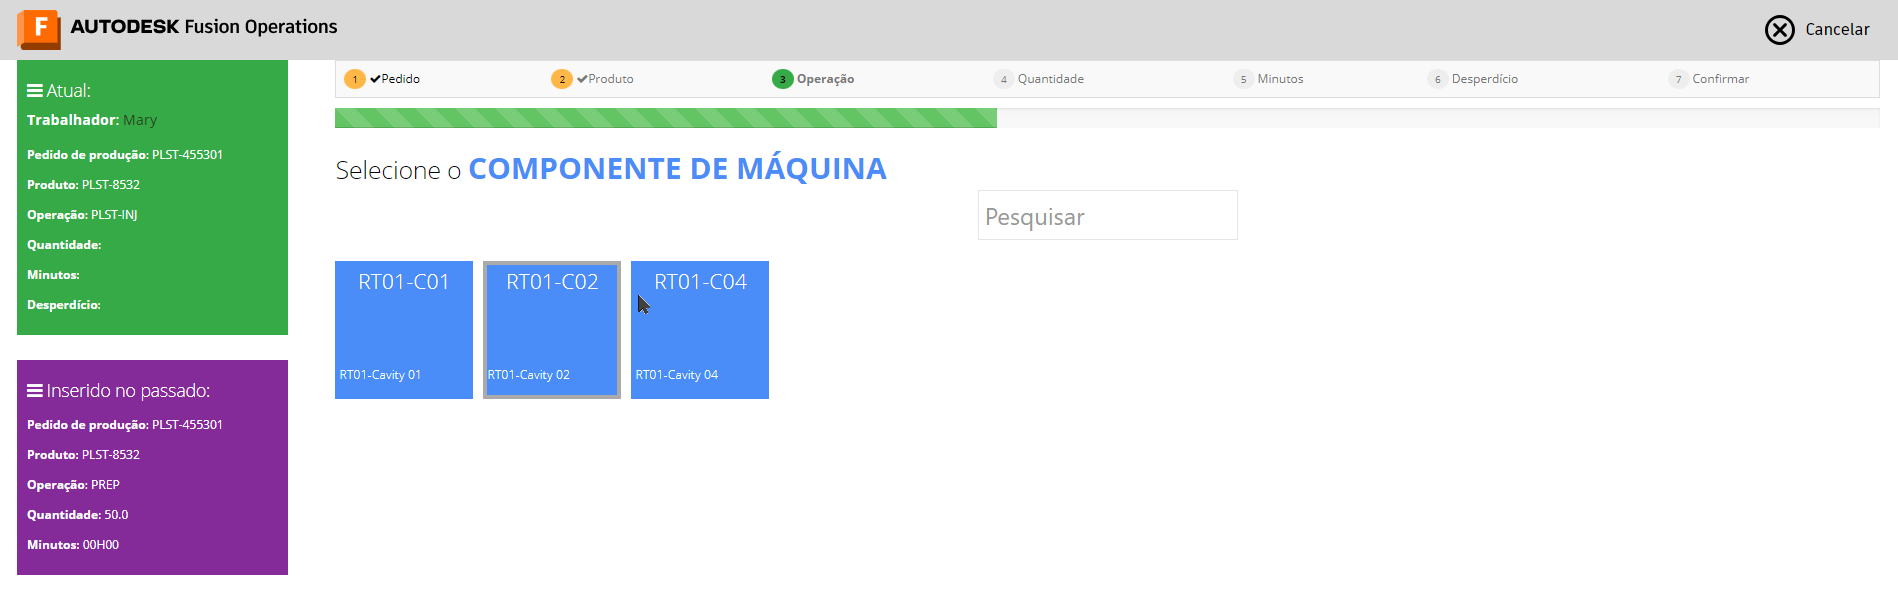 F AUTODESK Fusion Operations
Cancelar
Atual:
Trabalhador: Mary
Pedido de produção: PLST-455301
Produto: PLST-8532
Operação: PLST-INJ
Quantidade:
Minutos:
Desperdício:
Inserido no passado:
Pedido de produção: PLST-455301
Produto: PLST-8532
Operação: PREP
Quantidade: 50.0
Minutos: 00H00
1 Pedido 2 Produto 3 Operação 4 Quantidade 5 Minutos 6 Desperdício 7 Confirmar
Selecione o COMPONENTE DE MÁQUINA
Pesquisar
RT01-C01
RT01-Cavity 01
RT01-C02
RT01-Cavity 02
RT01-C04
RT01-Cavity 04